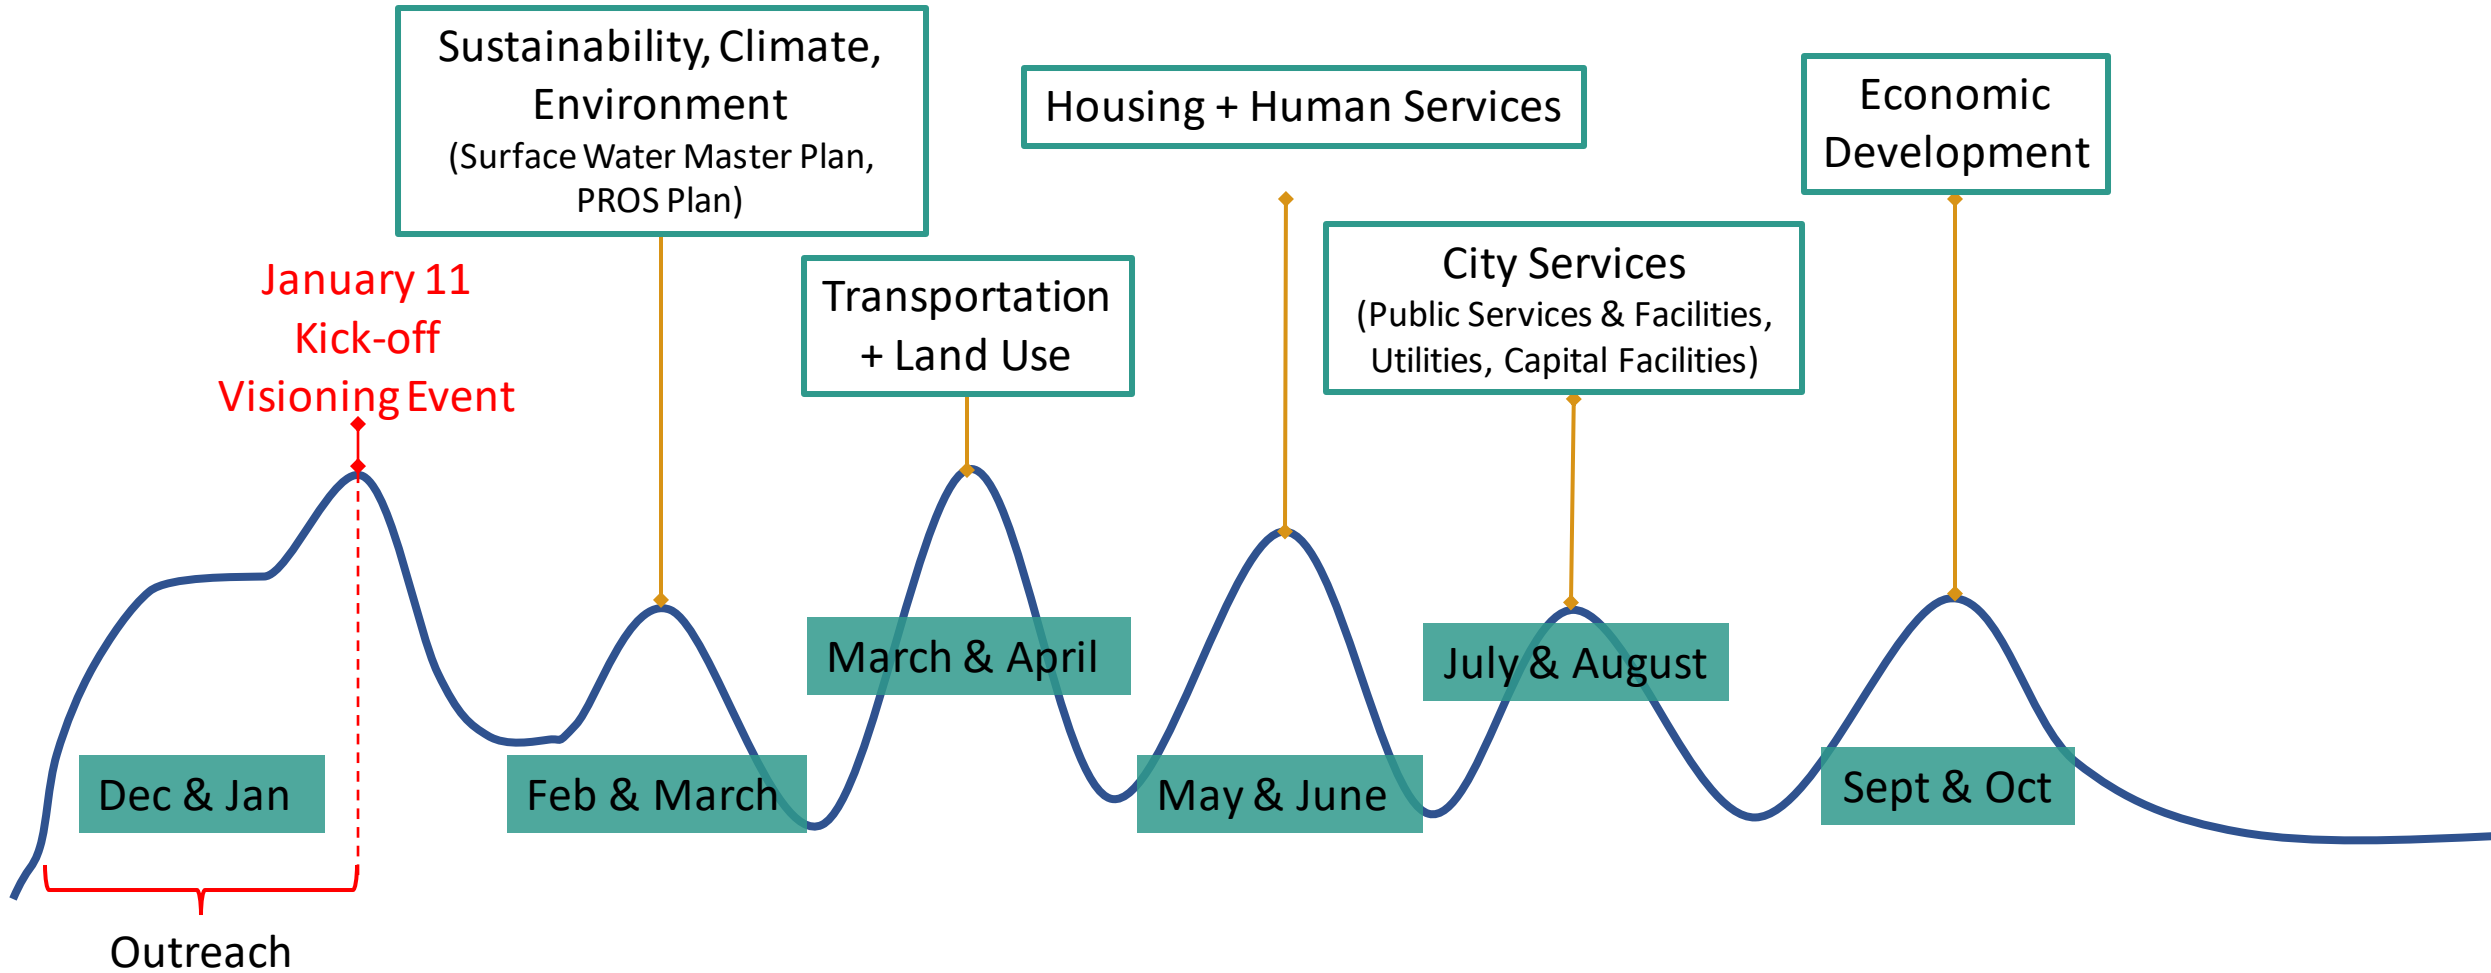 Sustainability, Climate,
Environment
(Surface Water Master Plan,
PROS Plan)
Housing + Human Services
Economic
Development
January 11
Kick-off
Visioning Event
Transportation
+ Land Use
City Services
(Public Services & Facilities,
Utilities, Capital Facilities)
Dec & Jan
Feb & March
March & April
May & June
July & August
Sept & Oct
Outreach